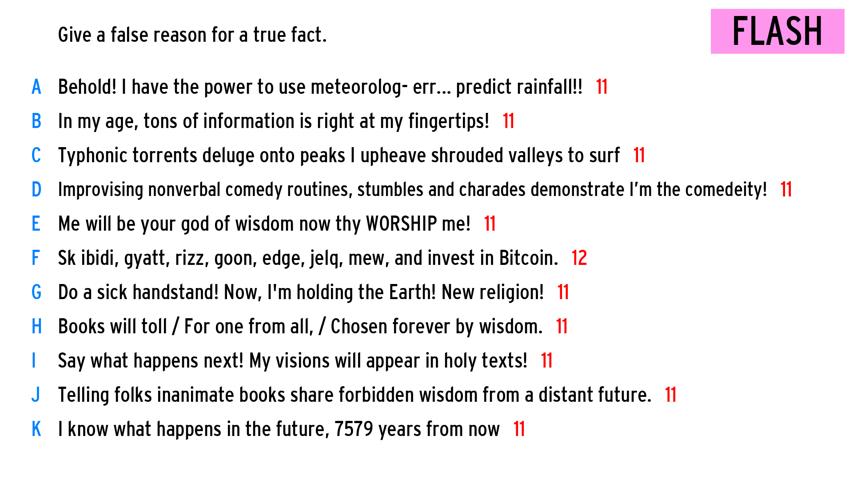 Give a false reason for a true fact.
FLASH
A Behold! I have the power to use meteorolog- err... predict rainfall!! 11
B In my age, tons of information is right at my fingertips! 11
C Typhonic torrents deluge onto peaks I upheave shrouded valleys to surf 11
D Improvising nonverbal comedy routines, stumbles and charades demonstrate I'm the comedeity! 11
E Me will be your god of wisdom now thy WORSHIP me! 11
F Sk ibidi, gyatt, rizz, goon, edge, jelq, mew, and invest in Bitcoin. 12
G Do a sick handstand! Now, I'm holding the Earth! New religion! 11
H Books will toll / For one from all, / Chosen forever by wisdom. 11
I Say what happens next! My visions will appear in holy texts! 11
J Telling folks inanimate books share forbidden wisdom from a distant future. 11
K I know what happens in the future, 7579 years from now 11